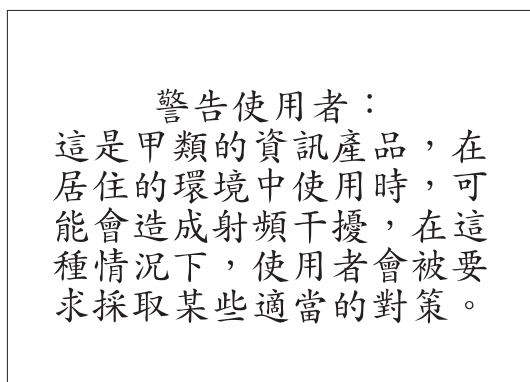 警告使用者：
這是甲類的資訊產品，在
居住的環境中使用時，可
能會造成射頻干擾，在這
種情況下，使用者會被要
求採取某些適當的對策。